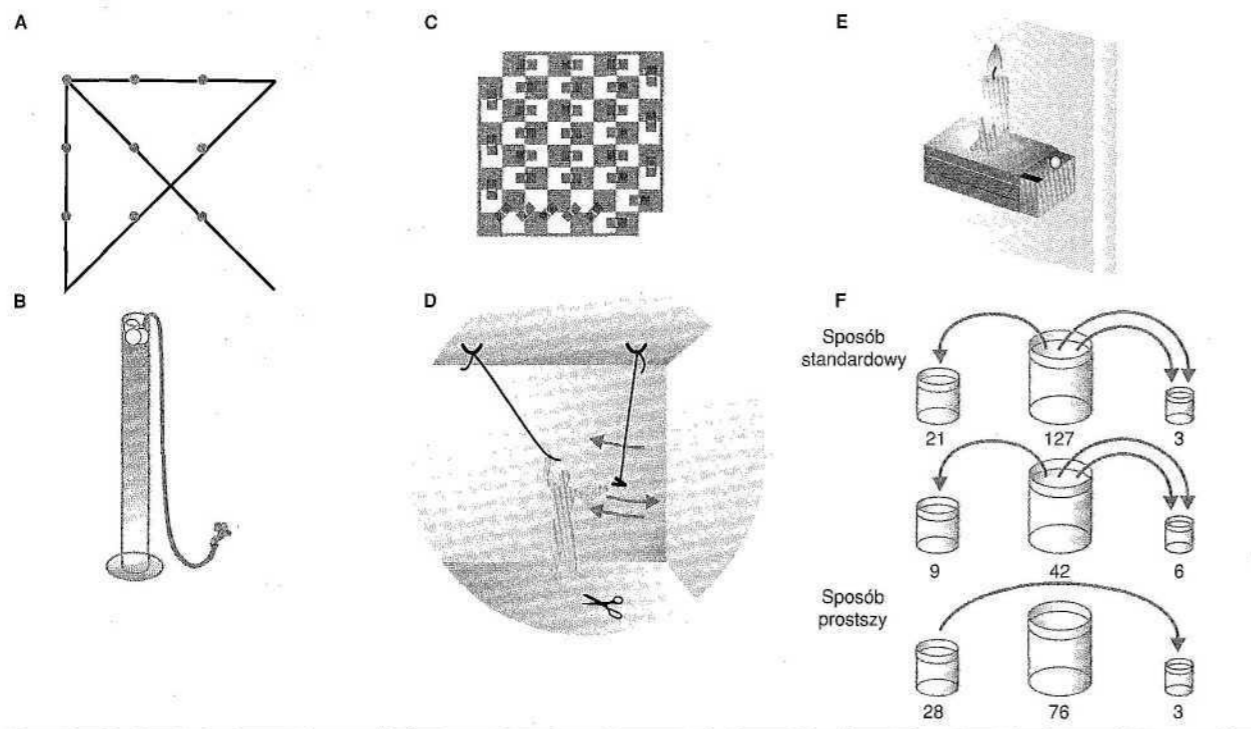 A
B
C
D
E
F
Sposób
standardowy
21 127 3
9 42 6
Sposób
prostszy
28 76 3